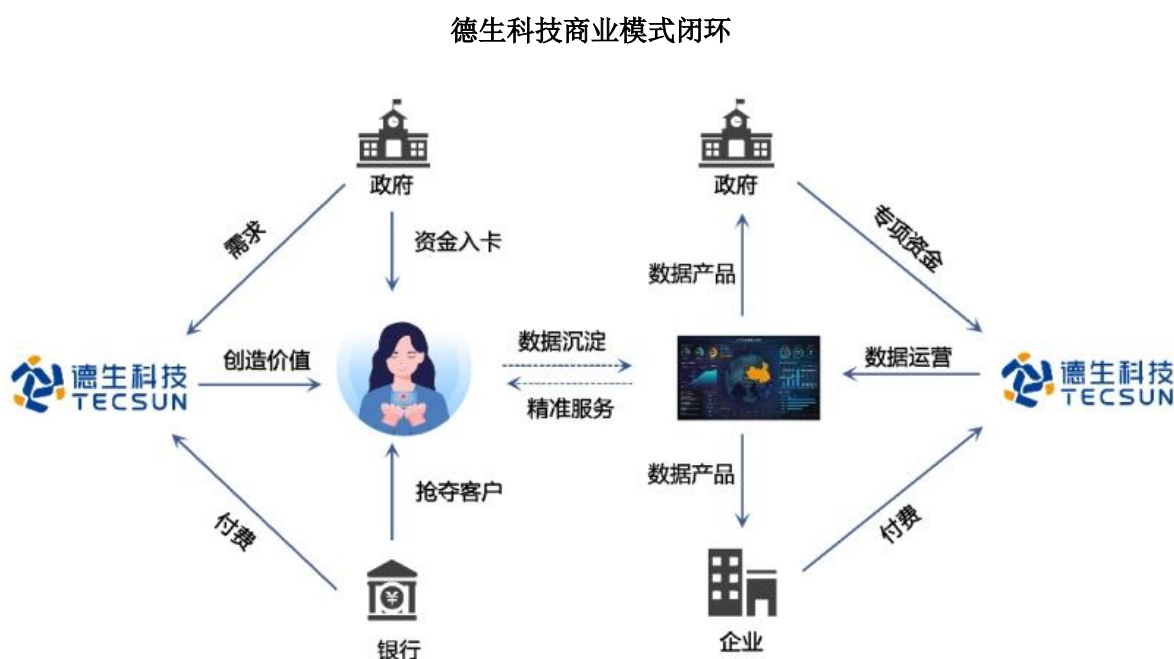 德生科技商业模式闭环
政府
政府
需求
资金入卡
专项资金
数据产品
德生科技
TECSUN
创造价值
数据沉淀
精准服务
数据运营
德生科技
TECSUN
抢夺客户
数据产品
付费
付费
¥
银行
企业